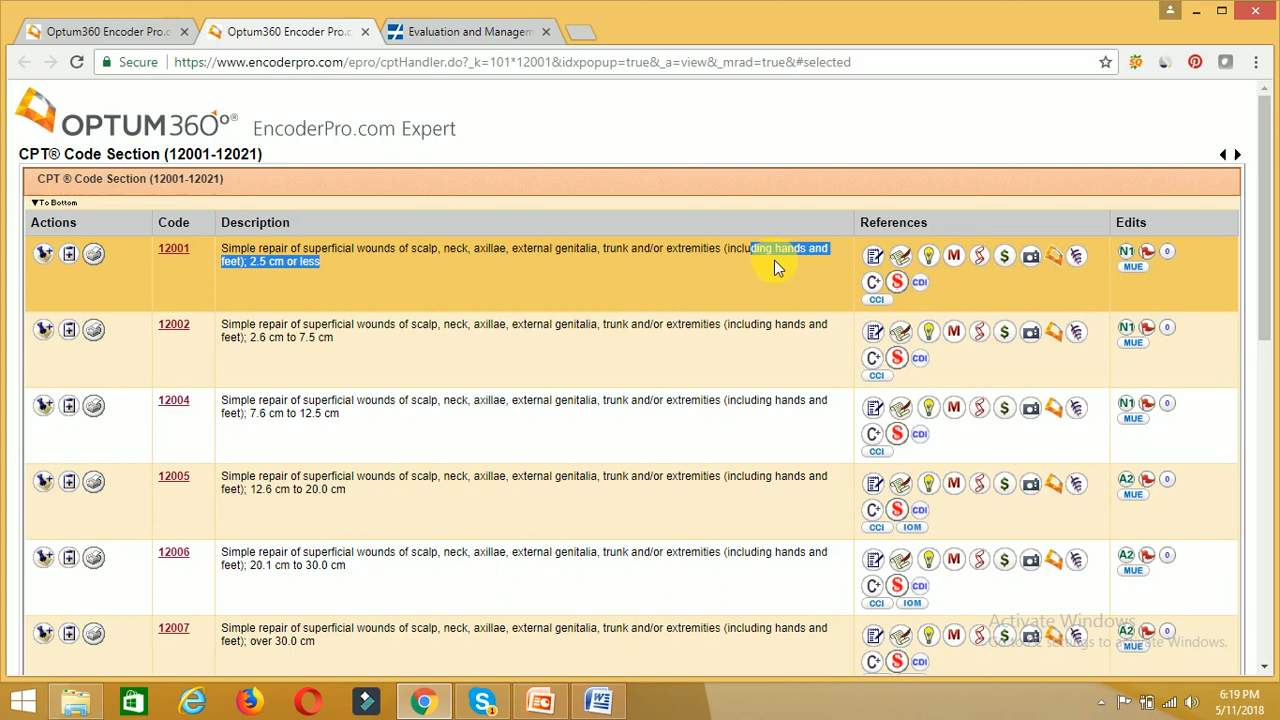 Optum360 Encoder Pro.c
Optum360 Encoder Pro.c
Evaluation and Managem
Secure
https://www.encoderpro.com/epro/cptHandler.do?_k=101*12001&idxpopup=true&_a=view&_mrad=true&#selected
OPTUM360°® EncoderPro.com Expert
CPT® Code Section (12001-12021)
CPT ® Code Section (12001-12021)
▼To Bottom
Actions Code Description References Edits
12001 Simple repair of superficial wounds of scalp, neck, axillae, external genitalia, trunk and/or extremities (including hands and
feet); 2.5 cm or less
M $ N1 0
MUE
C+ S CDI
CCI
12002 Simple repair of superficial wounds of scalp, neck, axillae, external genitalia, trunk and/or extremities (including hands and
feet); 2.6 cm to 7.5 cm
M $ N1 0
MUE
C+ S CDI
CCI
12004 Simple repair of superficial wounds of scalp, neck, axillae, external genitalia, trunk and/or extremities (including hands and
feet); 7.6 cm to 12.5 cm
M $ N1 0
MUE
C+ S CDI
CCI
12005 Simple repair of superficial wounds of scalp, neck, axillae, external genitalia, trunk and/or extremities (including hands and
feet); 12.6 cm to 20.0 cm
M $ A2 0
MUE
C+ S CDI
CCI IOM
12006 Simple repair of superficial wounds of scalp, neck, axillae, external genitalia, trunk and/or extremities (including hands and
feet); 20.1 cm to 30.0 cm
M $ A2 0
MUE
C+ S CDI
CCI IOM
12007 Simple repair of superficial wounds of scalp, neck, axillae, external genitalia, trunk and/or extremities (including hands and
feet); over 30.0 cm
M $ A2 0
MUE
C+ S CDI
Activate Windows
settings to activate Windows.
6:19 PM
5/11/2018